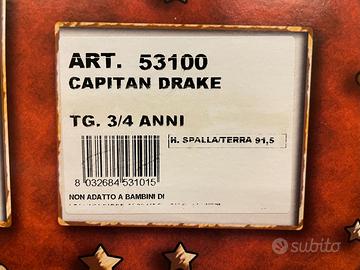 ART. 53100
CAPITAN DRAKE
TG. 3/4 ANNI
H. SPALLA/TERRA 91,5
8 032684 531015
NON ADATTO A BAMBINI DI
subito